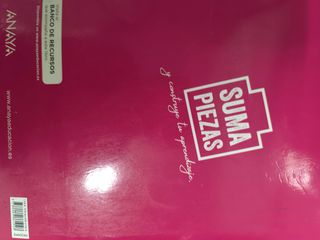 SUMA
PIEZAS
y construye tu aprendizaje.
BANCO DE RECURSOS
ANAYA
www.anayaeducacion.es